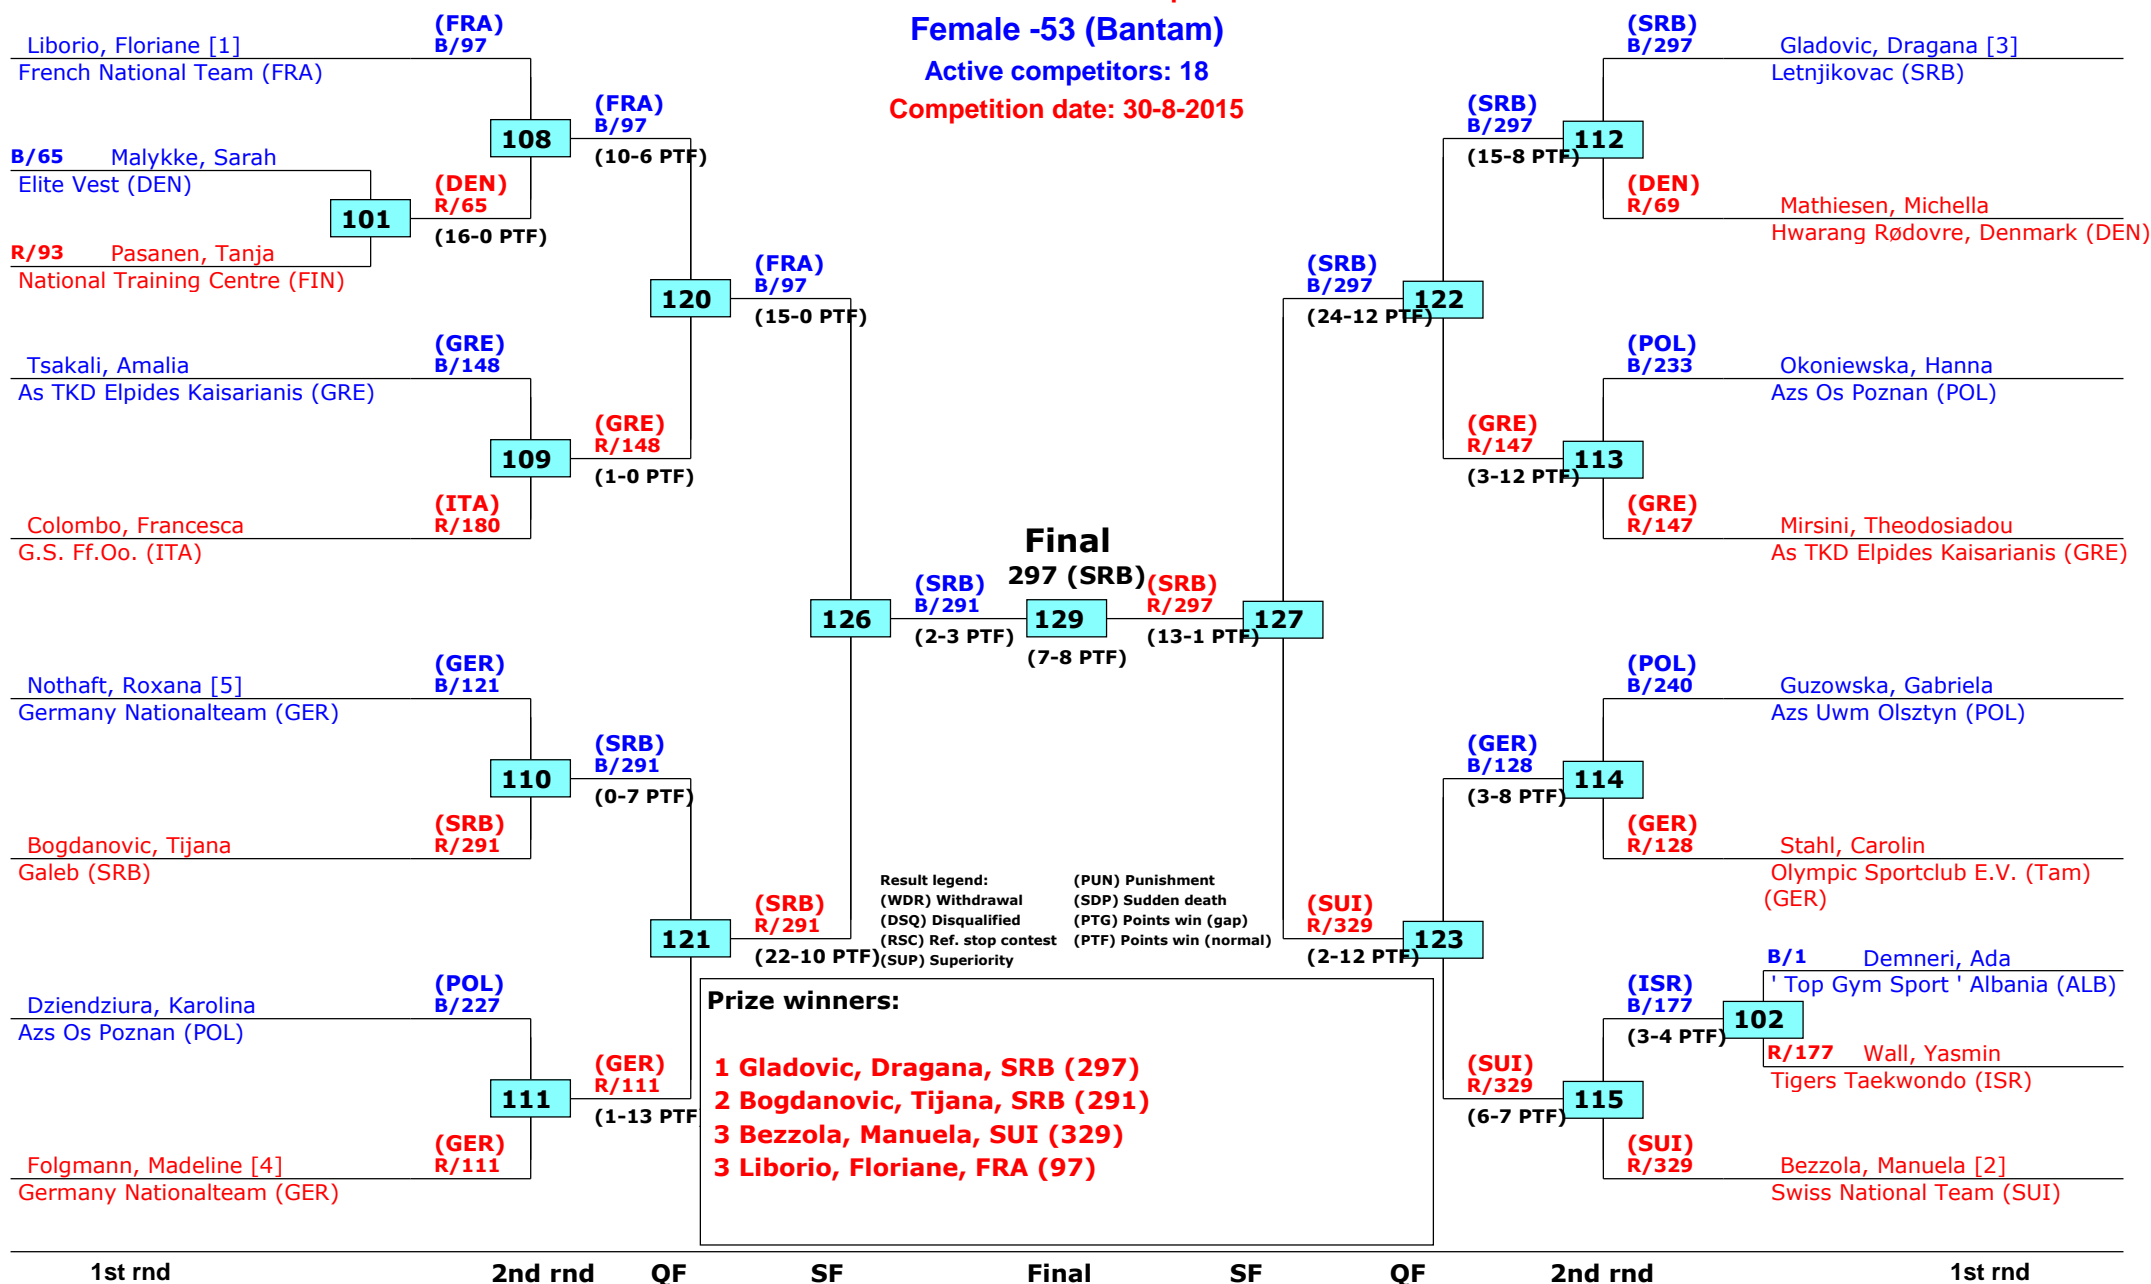 Female -53 (Bantam)
Active competitors: 18
Competition date: 30-8-2015
Liborio, Floriane [1]
French National Team (FRA)
(FRA)
B/97
B/65 Malykke, Sarah
Elite Vest (DEN)
101
R/93 Pasanen, Tanja
National Training Centre (FIN)
(DEN)
R/65
(16-0 PTF)
108
(FRA)
B/97
(10-6 PTF)
Tsakali, Amalia
As TKD Elpides Kaisarianis (GRE)
(GRE)
B/148
109
Colombo, Francesca
G.S. Ff.Oo. (ITA)
(ITA)
R/180
(GRE)
R/148
(1-0 PTF)
120
(FRA)
B/97
(15-0 PTF)
Nothaft, Roxana [5]
Germany Nationalteam (GER)
(GER)
B/121
110
Bogdanovic, Tijana
Galeb (SRB)
(SRB)
R/291
(SRB)
B/291
(0-7 PTF)
Dziendziura, Karolina
Azs Os Poznan (POL)
(POL)
B/227
111
Folgmann, Madeline [4]
Germany Nationalteam (GER)
(GER)
R/111
(GER)
R/111
(1-13 PTF)
121
(SRB)
R/291
(22-10 PTF)
126
(SRB)
B/291
(2-3 PTF)
Final
297 (SRB)
129
(7-8 PTF)
(SRB)
R/297
(13-1 PTF)
127
(SRB)
B/297
(24-12 PTF)
122
(SRB)
B/297
(15-8 PTF)
112
(SRB)
B/297
Gladovic, Dragana [3]
Letnjikovac (SRB)
(DEN)
R/69
Mathiesen, Michella
Hwarang Rødovre, Denmark (DEN)
(GRE)
R/147
(3-12 PTF)
113
(POL)
B/233
Okoniewska, Hanna
Azs Os Poznan (POL)
(GRE)
R/147
Mirsini, Theodosiadou
As TKD Elpides Kaisarianis (GRE)
(SUI)
R/329
(2-12 PTF)
123
(GER)
B/128
(3-8 PTF)
114
(POL)
B/240
Guzowska, Gabriela
Azs Uwm Olsztyn (POL)
(GER)
R/128
Stahl, Carolin
Olympic Sportclub E.V. (Tam)
(GER)
(SUI)
R/329
(6-7 PTF)
115
(ISR)
B/177
(3-4 PTF)
102
B/1 Demneri, Ada
' Top Gym Sport ' Albania (ALB)
R/177 Wall, Yasmin
Tigers Taekwondo (ISR)
(SUI)
R/329
Bezzola, Manuela [2]
Swiss National Team (SUI)
Result legend: (PUN) Punishment
(WDR) Withdrawal (SDP) Sudden death
(DSQ) Disqualified (PTG) Points win (gap)
(RSC) Ref. stop contest (PTF) Points win (normal)
(SUP) Superiority
Prize winners:
1 Gladovic, Dragana, SRB (297)
2 Bogdanovic, Tijana, SRB (291)
3 Bezzola, Manuela, SUI (329)
3 Liborio, Floriane, FRA (97)
1st rnd 2nd rnd QF SF Final SF QF 2nd rnd 1st rnd